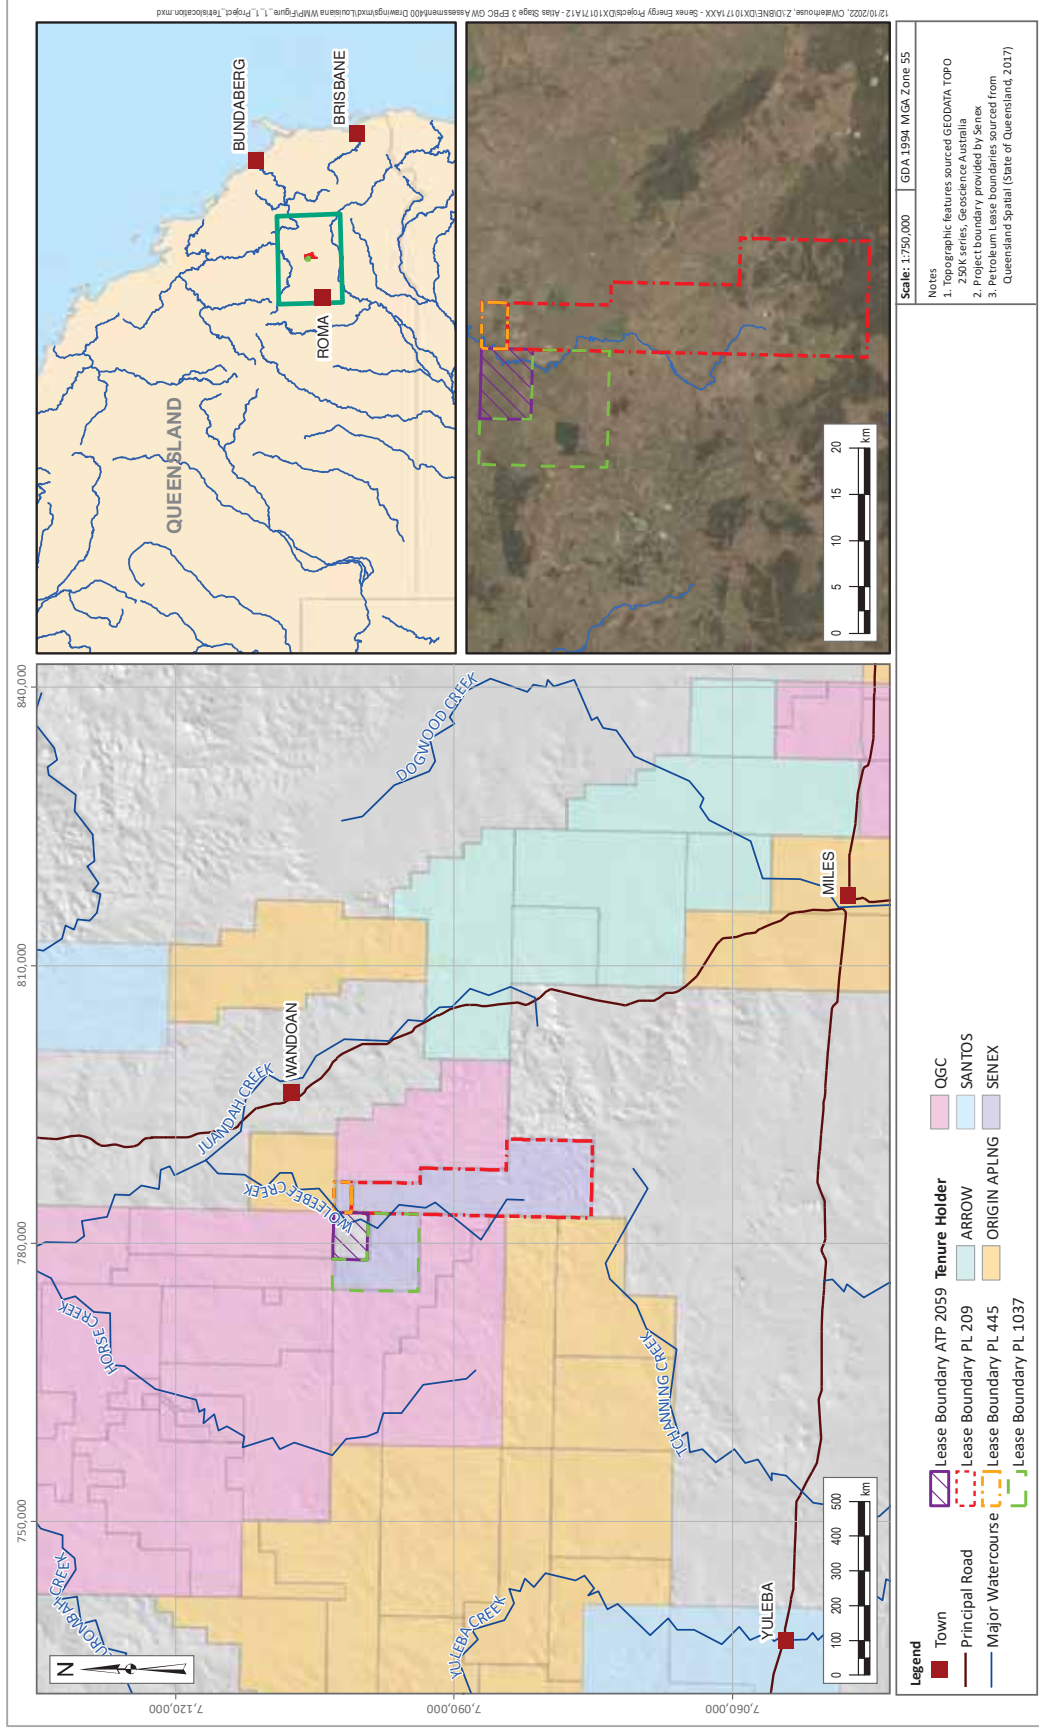 12/10/2022, CWaterhouse, Z:\DBNE\DX10171AXX - Senex Energy Projects\DX10171A12 - Atlas Stage 3 EPBC GW Assessment\400 Drawings\mxd\Louisiana WMP\Figure_1_1_Project_Tets\location.mxd
N
750,000
780,000
810,000
840,000
7,120,000
7,090,000
7,060,000
HORSE CREEK
JUANDAH CREEK
WOLEEBEE CREEK
WANDOAN
DOGWOOD CREEK
YULEBA CREEK
TCHANNING CREEK
YULEBA
MILES
0 100 200 300 400 500
km
QUEENSLAND
BUNDABERG
BRISBANE
ROMA
0 5 10 15 20
km
Legend
Town
Principal Road
Major Watercourse
Lease Boundary ATP 2059
Lease Boundary PL 209
Lease Boundary PL 445
Lease Boundary PL 1037
Tenure Holder
ARROW
ORIGIN APLNG
QGC
SANTOS
SENEX
Scale: 1:750,000
GDA 1994 MGA Zone 55
Notes
1. Topographic features sourced GEODATA TOPO
250K series, Geoscience Australia
2. Project boundary provided by Senex
3. Petroleum Lease boundaries sourced from
Queensland Spatial (State of Queensland, 2017)